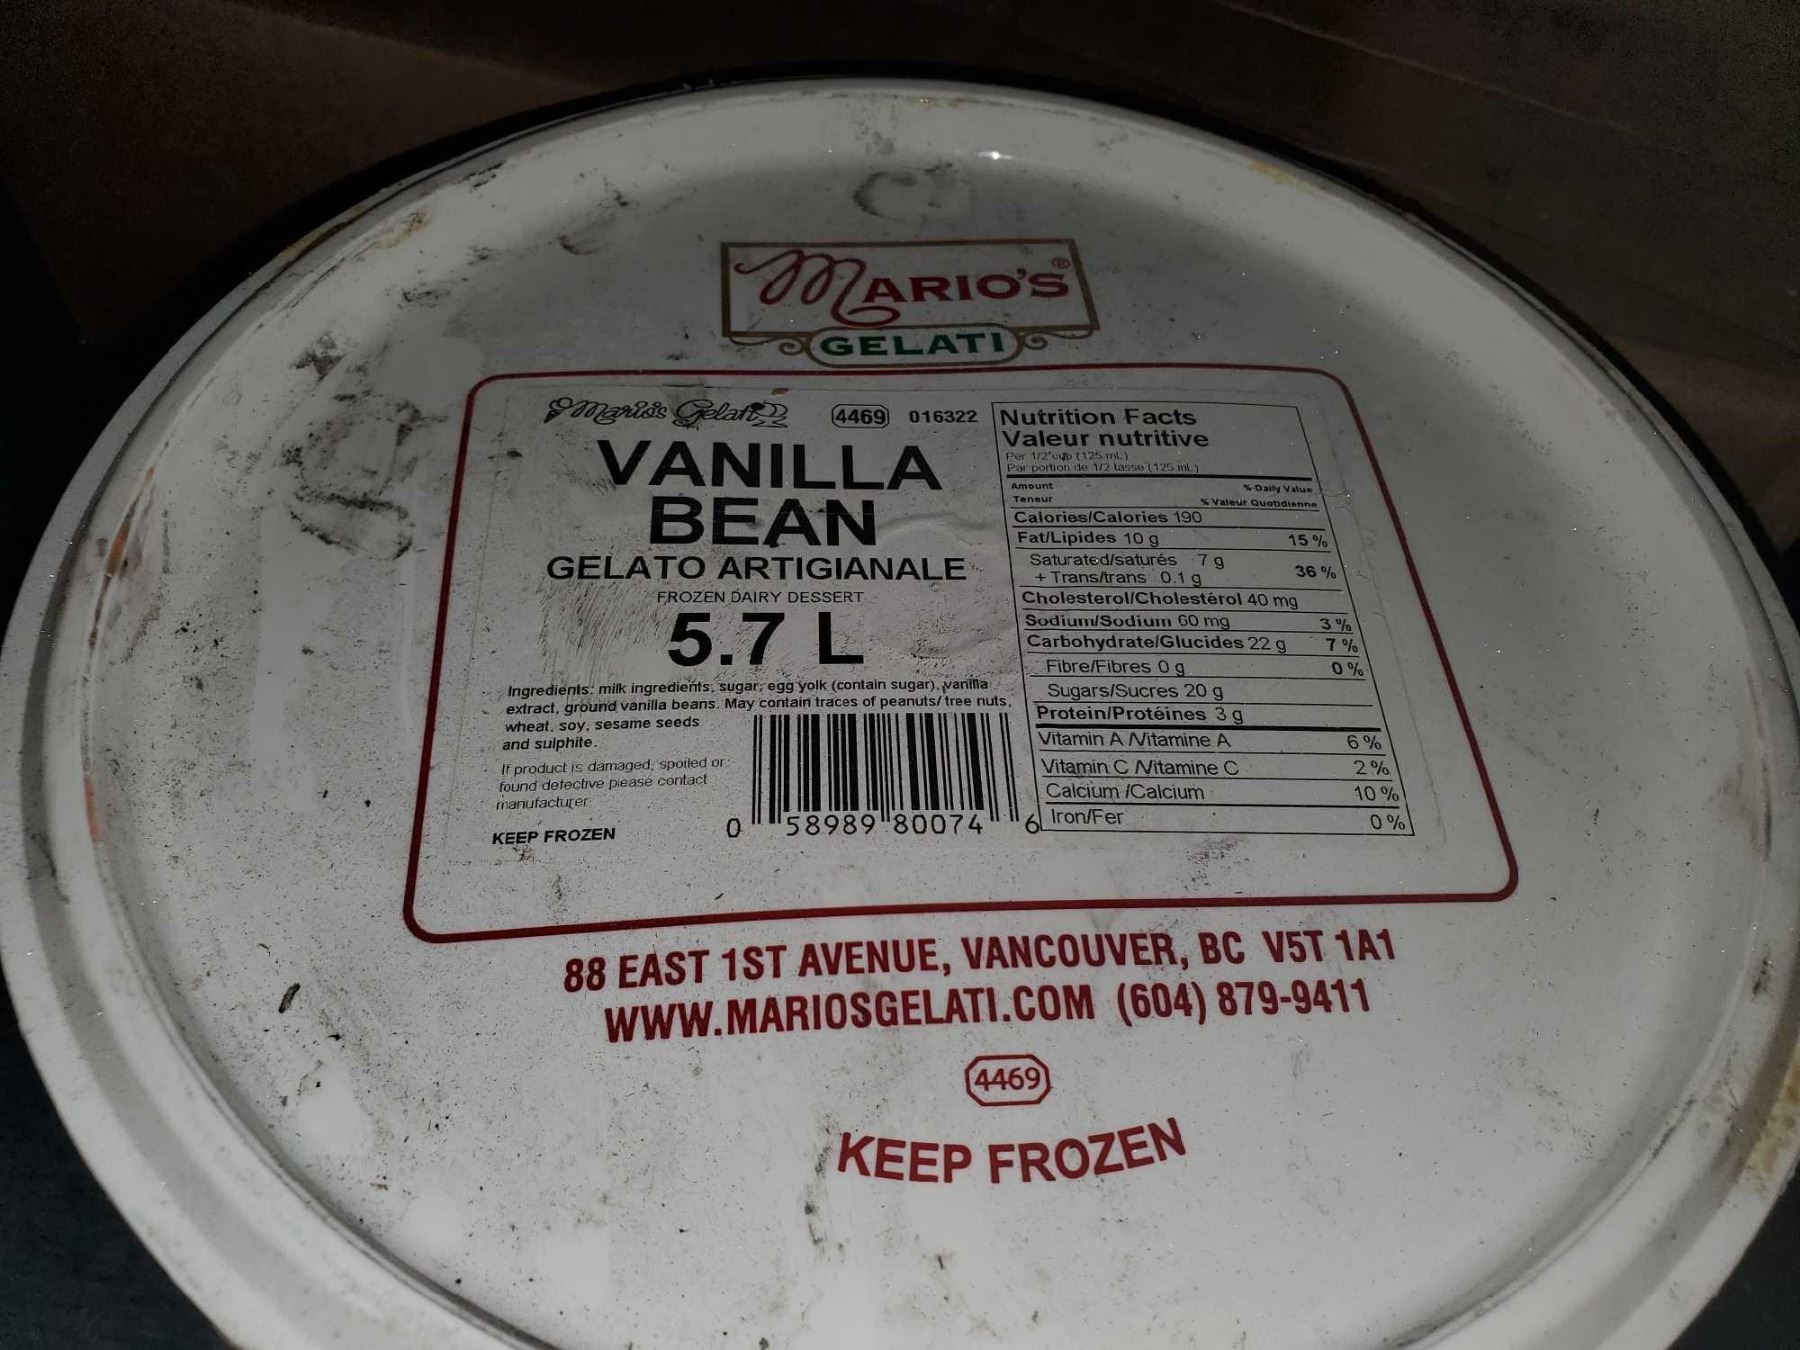 MARIO'S®
GELATI
Mario's Gelati 4469 016322
VANILLA
BEAN
GELATO ARTIGIANALE
FROZEN DAIRY DESSERT
5.7 L
Ingredients: milk ingredients, sugar, egg yolk (contain sugar), vanilla
extract, ground vanilla beans. May contain traces of peanuts/ tree nuts,
wheat, soy, sesame seeds
and sulphite.
If product is damaged, spoiled or
found defective please contact
manufacturer
KEEP FROZEN
0 58989 80074 6
Nutrition Facts
Valeur nutritive
Per 1/2 cup (125 mL)
Par portion de 1/2 tasse (125 mL)
Amount % Daily Value
Teneur % Valeur Quotidienne
Calories/Calories 190
Fat/Lipides 10 g 15 %
Saturated/saturés 7 g
+ Trans/trans 0.1 g 36 %
Cholesterol/Cholestérol 40 mg
Sodium/Sodium 60 mg 3 %
Carbohydrate/Glucides 22 g 7 %
Fibre/Fibres 0 g 0 %
Sugars/Sucres 20 g
Protein/Protéines 3 g
Vitamin A /Vitamine A 6 %
Vitamin C /Vitamine C 2 %
Calcium /Calcium 10 %
Iron/Fer 0 %
88 EAST 1ST AVENUE, VANCOUVER, BC V5T 1A1
WWW.MARIOSGELATI.COM (604) 879-9411
4469
KEEP FROZEN